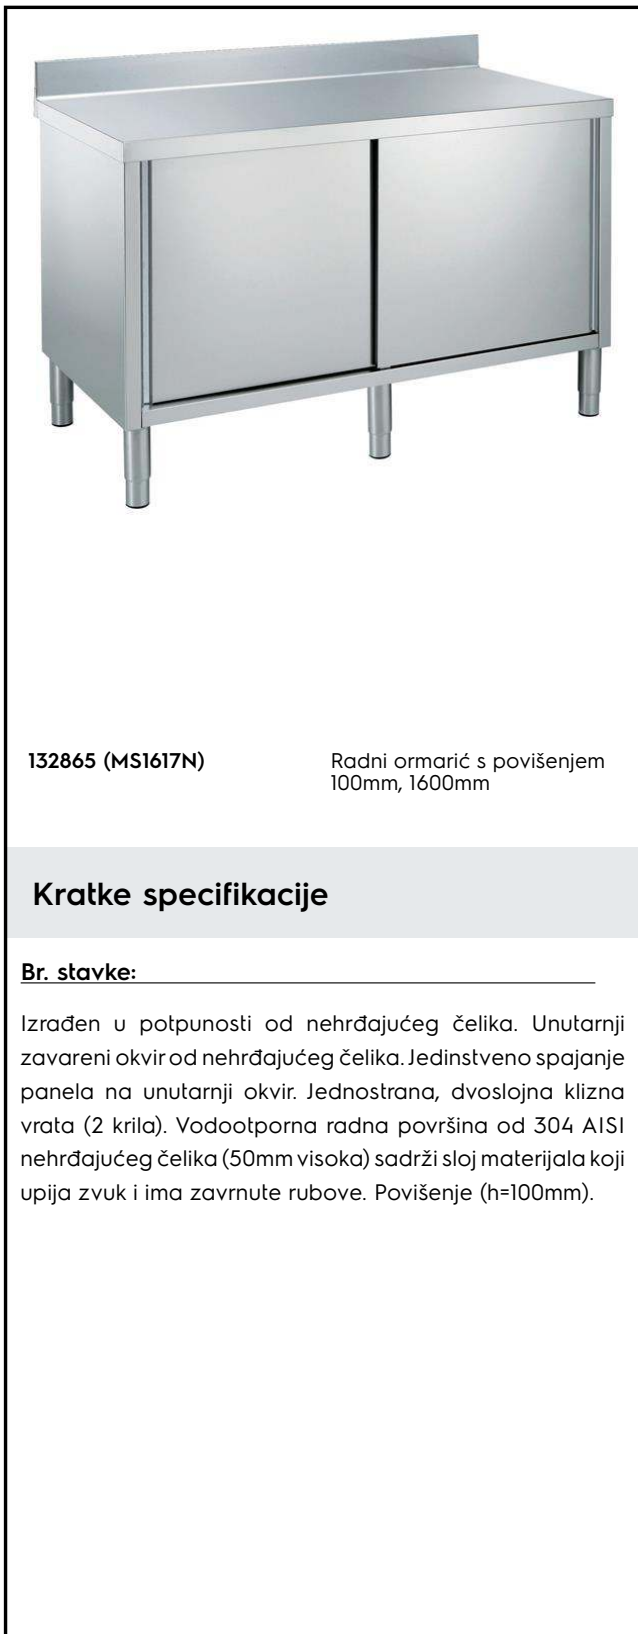 132865 (MS1617N)
Radni ormarić s povišenjem
100mm, 1600mm
Kratke specifikacije
Br. stavke:
Izrađen u potpunosti od nehrđajućeg čelika. Unutarnji
zavareni okvir od nehrđajućeg čelika. Jedinstveno spajanje
panela na unutarnji okvir. Jednostrana, dvoslojna klizna
vrata (2 krila). Vodootporna radna površina od 304 AISI
nehrđajućeg čelika (50mm visoka) sadrži sloj materijala koji
upija zvuk i ima zavrnute rubove. Povišenje (h=100mm).